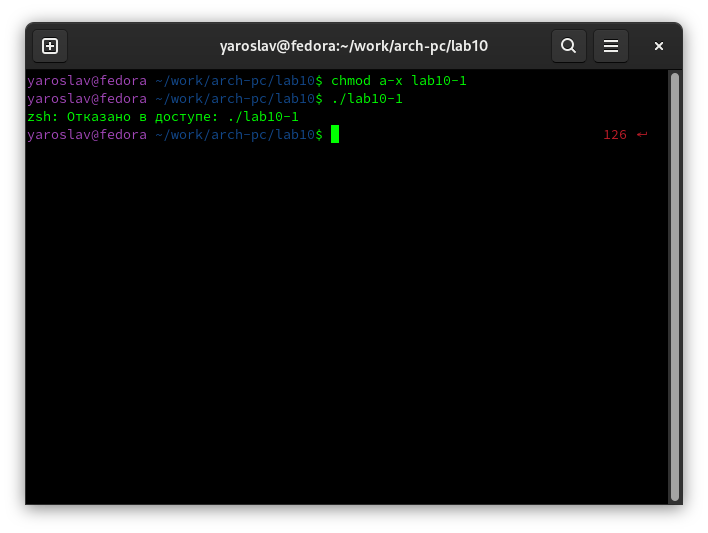 yaroslav@fedora:~/work/arch-pc/lab10
yaroslav@fedora ~/work/arch-pc/lab10$ chmod a-x lab10-1
yaroslav@fedora ~/work/arch-pc/lab10$ ./lab10-1
zsh: Отказано в доступе: ./lab10-1
yaroslav@fedora ~/work/arch-pc/lab10$ 126 ↵